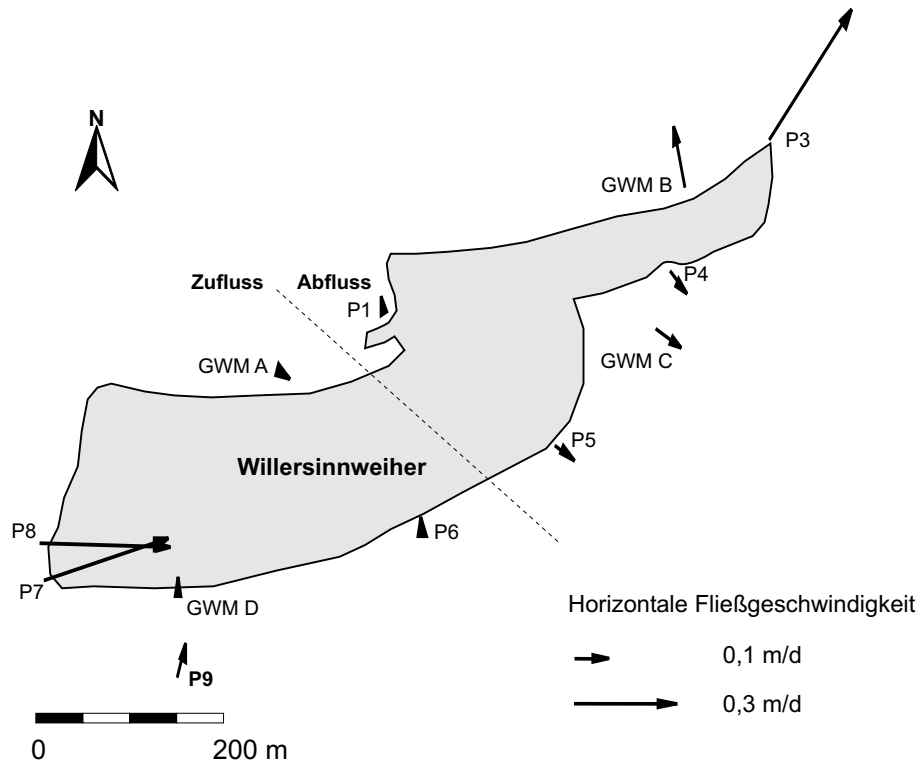 N
P3
GWM B
P4
Zufluss Abfluss
P1
GWM A
GWM C
P5
Willersinnweiher
P8
P6
P7
GWM D
Horizontale Fließgeschwindigkeit
0,1 m/d
P9
0,3 m/d
0 200 m